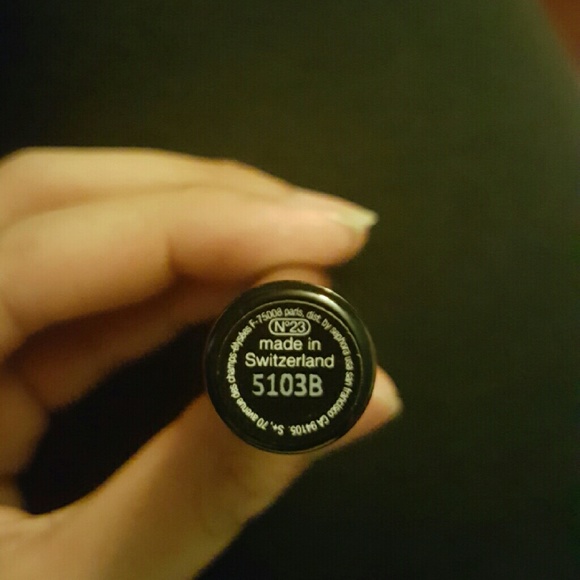 S+, 70 avenue des champs-élysées F-75008 paris, dist. by sephora usa san francisco CA 94105.
N°23
made in
Switzerland
5103B